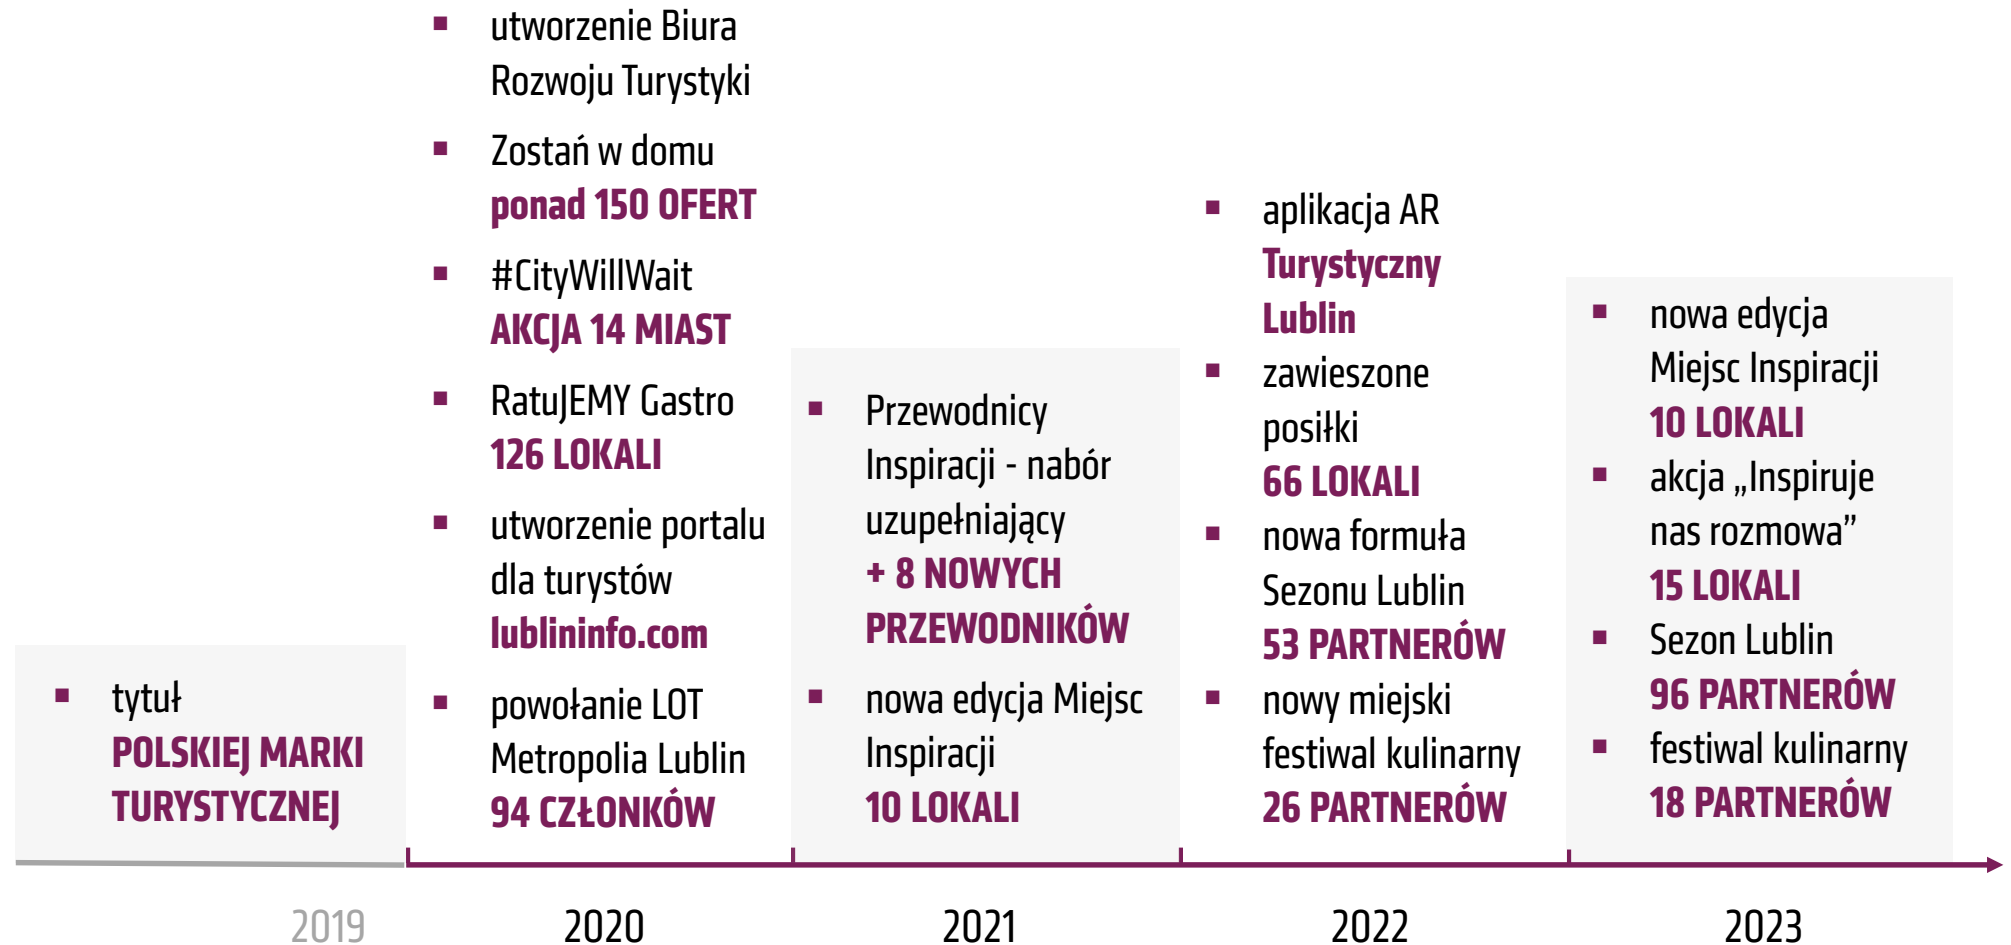 tytuł
POLSKIEJ MARKI
TURYSTYCZNEJ
2019
utworzenie Biura
Rozwoju Turystyki
Zostań w domu
ponad 150 OFERT
#CityWillWait
AKCJA 14 MIAST
RatuJEMY Gastro
126 LOKALI
utworzenie portalu
dla turystów
lublininfo.com
powołanie LOT
Metropolia Lublin
94 CZŁONKÓW
2020
Przewodnicy
Inspiracji - nabór
uzupełniający
+ 8 NOWYCH
PRZEWODNIKÓW
nowa edycja Miejsc
Inspiracji
10 LOKALI
2021
aplikacja AR
Turystyczny
Lublin
zawieszone
posiłki
66 LOKALI
nowa formuła
Sezonu Lublin
53 PARTNERÓW
nowy miejski
festiwal kulinarny
26 PARTNERÓW
2022
nowa edycja
Miejsc Inspiracji
10 LOKALI
akcja „Inspiruje
nas rozmowa”
15 LOKALI
Sezon Lublin
96 PARTNERÓW
festiwal kulinarny
18 PARTNERÓW
2023